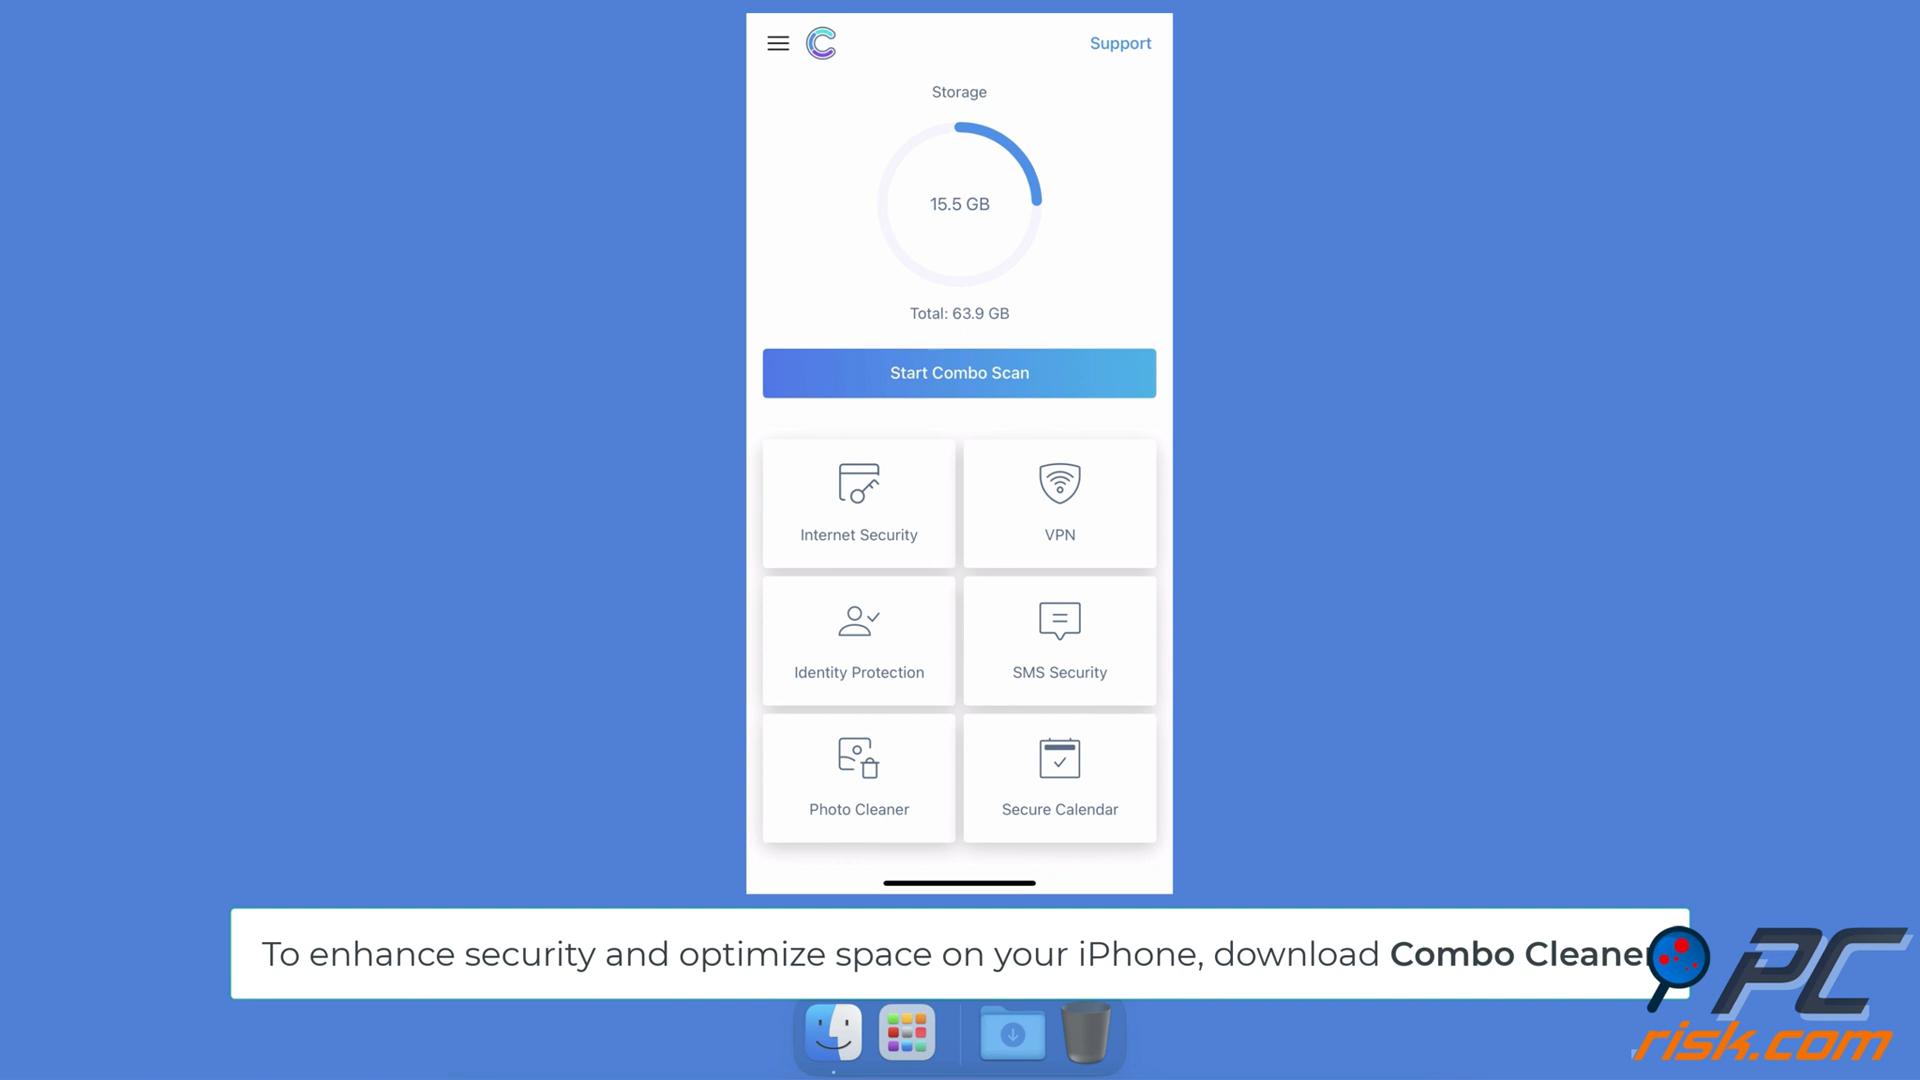 Support
Storage
15.5 GB
Total: 63.9 GB
Start Combo Scan
Internet Security
VPN
Identity Protection
SMS Security
Photo Cleaner
Secure Calendar
To enhance security and optimize space on your iPhone, download Combo Cleaner
PC
risk.com